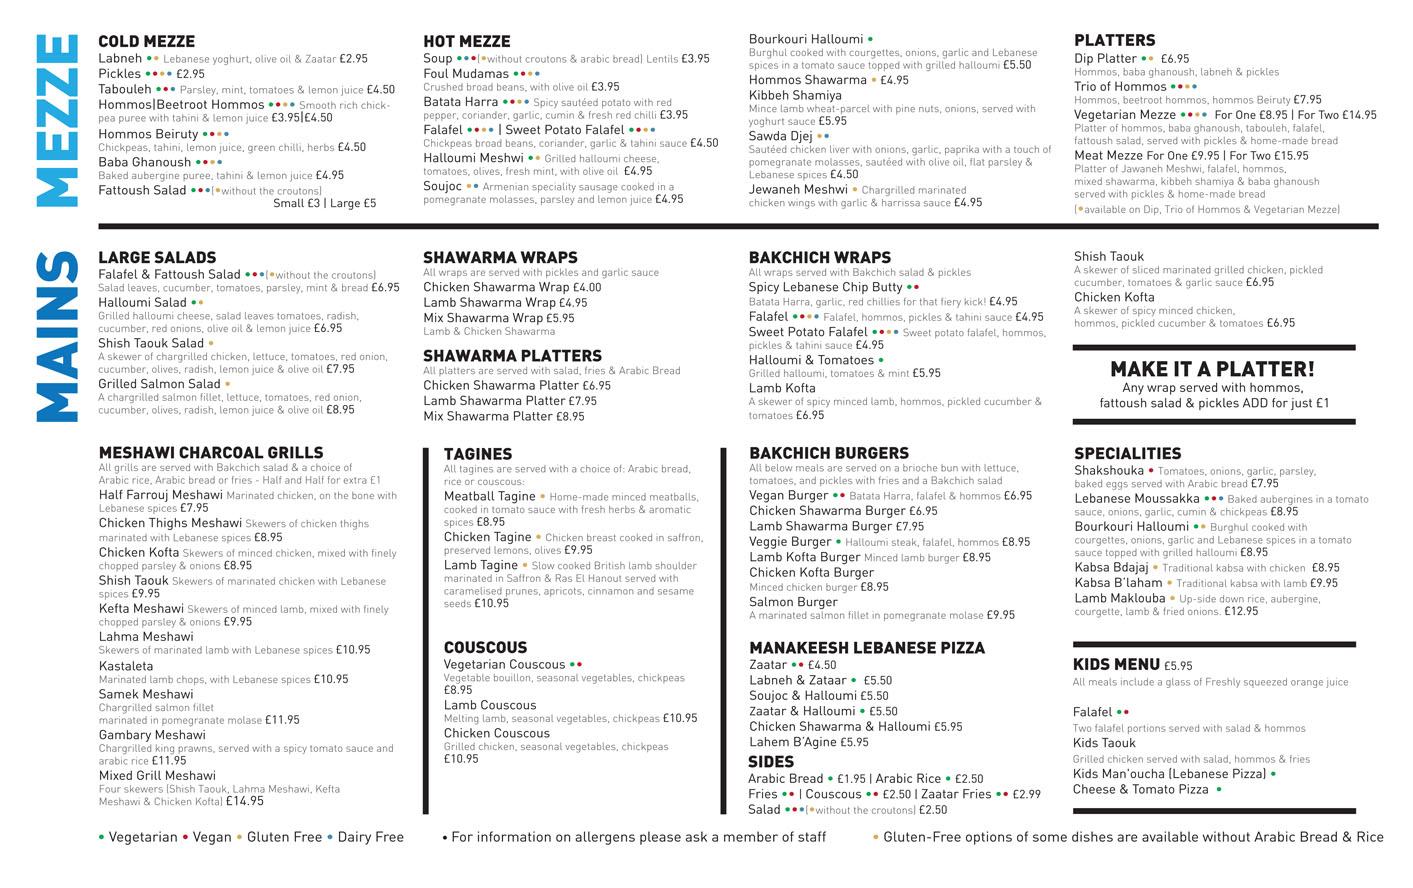 MEZZE
COLD MEZZE
Labneh •• Lebanese yoghurt, olive oil & Zaatar £2.95
Pickles •••• £2.95
Tabouleh ••• Parsley, mint, tomatoes & lemon juice £4.50
Hommos|Beetroot Hommos •••• Smooth rich chick-
pea puree with tahini & lemon juice £3.95|£4.50
Hommos Beiruty ••••
Chickpeas, tahini, lemon juice, green chilli, herbs £4.50
Baba Ghanoush ••••
Baked aubergine puree, tahini & lemon juice £4.95
Fattoush Salad •••(•without the croutons)
Small £3 | Large £5
HOT MEZZE
Soup •••(•without croutons & arabic bread) Lentils £3.95
Foul Mudamas ••••
Crushed broad beans, with olive oil £3.95
Batata Harra •••• Spicy sautéed potato with red
pepper, coriander, garlic, cumin & fresh red chilli £3.95
Falafel •••• | Sweet Potato Falafel ••••
Chickpeas broad beans, coriander, garlic & tahini sauce £4.50
Halloumi Meshwi •• Grilled halloumi cheese,
tomatoes, olives, fresh mint, with olive oil £4.95
Soujoc •• Armenian speciality sausage cooked in a
pomegranate molasses, parsley and lemon juice £4.95
Bourkouri Halloumi •
Burghul cooked with courgettes, onions, garlic and Lebanese
spices in a tomato sauce topped with grilled halloumi £5.50
Hommos Shawarma • £4.95
Kibbeh Shamiya
Mince lamb wheat-parcel with pine nuts, onions, served with
yoghurt sauce £5.95
Sawda Djej ••
Sautéed chicken liver with onions, garlic, paprika with a touch of
pomegranate molasses, sautéed with olive oil, flat parsley &
Lebanese spices £4.50
Jewaneh Meshwi • Chargrilled marinated
chicken wings with garlic & harrissa sauce £4.95
PLATTERS
Dip Platter •• £6.95
Hommos, baba ghanoush, labneh & pickles
Trio of Hommos ••••
Hommos, beetroot hommos, hommos Beiruty £7.95
Vegetarian Mezze •••• For One £8.95 | For Two £14.95
Platter of hommos, baba ghanoush, tabouleh, falafel,
fattoush salad, served with pickles & home-made bread
Meat Mezze For One £9.95 | For Two £15.95
Platter of Jawaneh Meshwi, falafel, hommos,
mixed shawarma, kibbeh shamiya & baba ghanoush
served with pickles & home-made bread
(•available on Dip, Trio of Hommos & Vegetarian Mezze)
MAINS
LARGE SALADS
Falafel & Fattoush Salad •••(•without the croutons)
Salad leaves, cucumber, tomatoes, parsley, mint & bread £6.95
Halloumi Salad ••
Grilled halloumi cheese, salad leaves tomatoes, radish,
cucumber, red onions, olive oil & lemon juice £6.95
Shish Taouk Salad •
A skewer of chargrilled chicken, lettuce, tomatoes, red onion,
cucumber, olives, radish, lemon juice & olive oil £7.95
Grilled Salmon Salad •
A chargrilled salmon fillet, lettuce, tomatoes, red onion,
cucumber, olives, radish, lemon juice & olive oil £8.95
SHAWARMA WRAPS
All wraps are served with pickles and garlic sauce
Chicken Shawarma Wrap £4.00
Lamb Shawarma Wrap £4.95
Mix Shawarma Wrap £5.95
Lamb & Chicken Shawarma
SHAWARMA PLATTERS
All platters are served with salad, fries & Arabic Bread
Chicken Shawarma Platter £6.95
Lamb Shawarma Platter £7.95
Mix Shawarma Platter £8.95
BAKCHICH WRAPS
All wraps served with Bakchich salad & pickles
Spicy Lebanese Chip Butty ••
Batata Harra, garlic, red chillies for that fiery kick! £4.95
Falafel •••• Falafel, hommos, pickles & tahini sauce £4.95
Sweet Potato Falafel •••• Sweet potato falafel, hommos,
pickles & tahini sauce £4.95
Halloumi & Tomatoes •
Grilled halloumi, tomatoes & mint £5.95
Lamb Kofta
A skewer of spicy minced lamb, hommos, pickled cucumber &
tomatoes £6.95
Shish Taouk
A skewer of sliced marinated grilled chicken, pickled
cucumber, tomatoes & garlic sauce £6.95
Chicken Kofta
A skewer of spicy minced chicken,
hommos, pickled cucumber & tomatoes £6.95
MAKE IT A PLATTER!
Any wrap served with hommos,
fattoush salad & pickles ADD for just £1
MESHAWI CHARCOAL GRILLS
All grills are served with Bakchich salad & a choice of
Arabic rice, Arabic bread or fries - Half and Half for extra £1
Half Farrouj Meshawi Marinated chicken, on the bone with
Lebanese spices £7.95
Chicken Thighs Meshawi Skewers of chicken thighs
marinated with Lebanese spices £8.95
Chicken Kofta Skewers of minced chicken, mixed with finely
chopped parsley & onions £8.95
Shish Taouk Skewers of marinated chicken with Lebanese
spices £9.95
Kefta Meshawi Skewers of minced lamb, mixed with finely
chopped parsley & onions £9.95
Lahma Meshawi
Skewers of marinated lamb with Lebanese spices £10.95
Kastaleta
Marinated lamb chops, with Lebanese spices £10.95
Samek Meshawi
Chargrilled salmon fillet
marinated in pomegranate molase £11.95
Gambary Meshawi
Chargrilled king prawns, served with a spicy tomato sauce and
arabic rice £11.95
Mixed Grill Meshawi
Four skewers (Shish Taouk, Lahma Meshawi, Kefta
Meshawi & Chicken Kofta) £14.95
TAGINES
All tagines are served with a choice of: Arabic bread,
rice or couscous:
Meatball Tagine • Home-made minced meatballs,
cooked in tomato sauce with fresh herbs & aromatic
spices £8.95
Chicken Tagine • Chicken breast cooked in saffron,
preserved lemons, olives £9.95
Lamb Tagine • Slow cooked British lamb shoulder
marinated in Saffron & Ras El Hanout served with
caramelised prunes, apricots, cinnamon and sesame
seeds £10.95
COUSCOUS
Vegetarian Couscous ••
Vegetable bouillon, seasonal vegetables, chickpeas
£8.95
Lamb Couscous
Melting lamb, seasonal vegetables, chickpeas £10.95
Chicken Couscous
Grilled chicken, seasonal vegetables, chickpeas
£10.95
BAKCHICH BURGERS
All below meals are served on a brioche bun with lettuce,
tomatoes, and pickles with fries and a Bakchich salad
Vegan Burger •• Batata Harra, falafel & hommos £6.95
Chicken Shawarma Burger £6.95
Lamb Shawarma Burger £7.95
Veggie Burger • Halloumi steak, falafel, hommos £8.95
Lamb Kofta Burger Minced lamb burger £8.95
Chicken Kofta Burger
Minced chicken burger £8.95
Salmon Burger
A marinated salmon fillet in pomegranate molase £9.95
MANAKEESH LEBANESE PIZZA
Zaatar •• £4.50
Labneh & Zataar • £5.50
Soujoc & Halloumi £5.50
Zaatar & Halloumi • £5.50
Chicken Shawarma & Halloumi £5.95
Lahem B'Agine £5.95
SIDES
Arabic Bread • £1.95 | Arabic Rice • £2.50
Fries •• | Couscous •• £2.50 | Zaatar Fries •• £2.99
Salad •••(•without the croutons) £2.50
SPECIALITIES
Shakshouka • Tomatoes, onions, garlic, parsley,
baked eggs served with Arabic bread £7.95
Lebanese Moussakka ••• Baked aubergines in a tomato
sauce, onions, garlic, cumin & chickpeas £8.95
Bourkouri Halloumi •• Burghul cooked with
courgettes, onions, garlic and Lebanese spices in a tomato
sauce topped with grilled halloumi £8.95
Kabsa Bdajaj • Traditional kabsa with chicken £8.95
Kabsa B'laham • Traditional kabsa with lamb £9.95
Lamb Maklouba • Up-side down rice, aubergine,
courgette, lamb & fried onions. £12.95
KIDS MENU £5.95
All meals include a glass of Freshly squeezed orange juice
Falafel ••
Two falafel portions served with salad & hommos
Kids Taouk
Grilled chicken served with salad, hommos & fries
Kids Man'oucha (Lebanese Pizza) •
Cheese & Tomato Pizza •
• Vegetarian • Vegan • Gluten Free • Dairy Free
• For information on allergens please ask a member of staff
• Gluten-Free options of some dishes are available without Arabic Bread & Rice